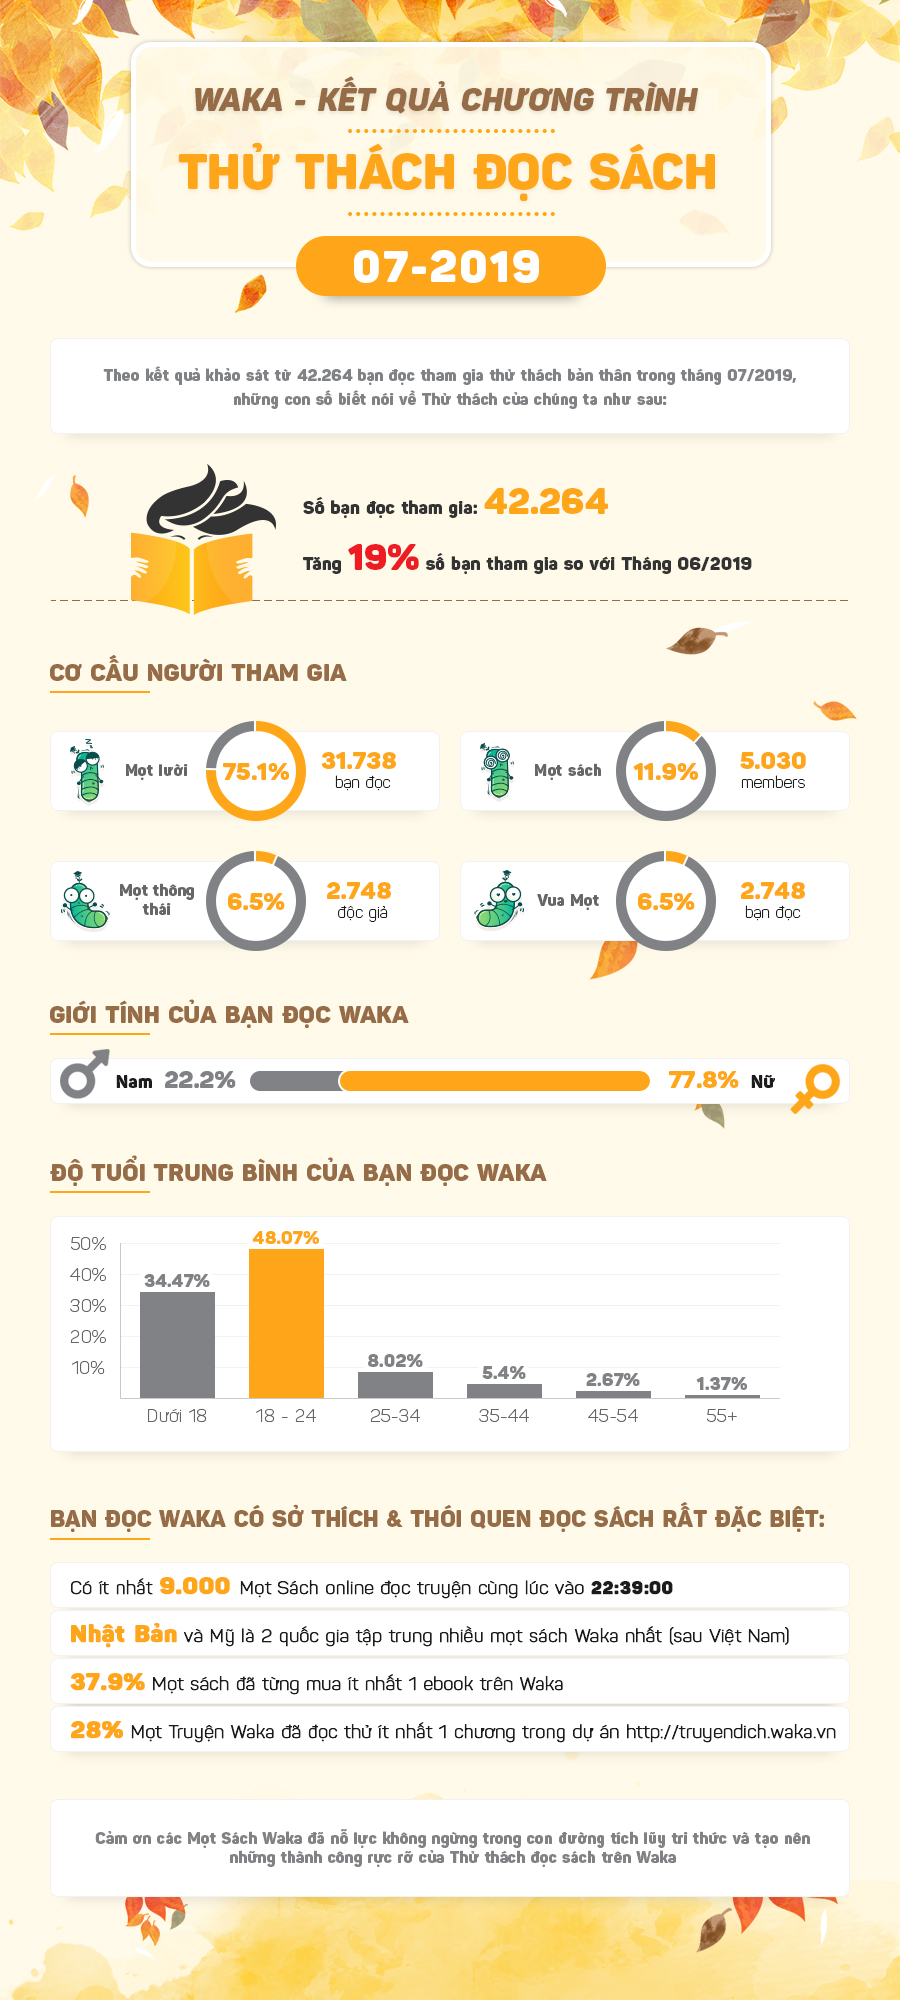 WAKA - KẾT QUẢ CHƯƠNG TRÌNH
THỬ THÁCH ĐỌC SÁCH
07-2019
Theo kết quả khảo sát từ 42.264 bạn đọc tham gia thử thách bản thân trong tháng 07/2019,
những con số biết nói về Thử thách của chúng ta như sau:
Số bạn đọc tham gia: 42.264
Tăng 19% số bạn tham gia so với Tháng 06/2019
CƠ CẤU NGƯỜI THAM GIA
Mọt lười
75.1%
31.738
bạn đọc
Mọt sách
11.9%
5.030
members
Mọt thông
thái
6.5%
2.748
độc giả
Vua Mọt
6.5%
2.748
bạn đọc
GIỚI TÍNH CỦA BẠN ĐỌC WAKA
Nam 22.2% 77.8% Nữ
ĐỘ TUỔI TRUNG BÌNH CỦA BẠN ĐỌC WAKA
50%
40%
30%
20%
10%
34.47%
48.07%
8.02%
5.4%
2.67%
1.37%
Dưới 18 18 - 24 25-34 35-44 45-54 55+
BẠN ĐỌC WAKA CÓ SỞ THÍCH & THÓI QUEN ĐỌC SÁCH RẤT ĐẶC BIỆT:
Có ít nhất 9.000 Mọt Sách online đọc truyện cùng lúc vào 22:39:00
Nhật Bản và Mỹ là 2 quốc gia tập trung nhiều mọt sách Waka nhất (sau Việt Nam)
37.9% Mọt sách đã từng mua ít nhất 1 ebook trên Waka
28% Mọt Truyện Waka đã đọc thử ít nhất 1 chương trong dự án http://truyendich.waka.vn
Cảm ơn các Mọt Sách Waka đã nỗ lực không ngừng trong con đường tích lũy tri thức và tạo nên
những thành công rực rỡ của Thử thách đọc sách trên Waka